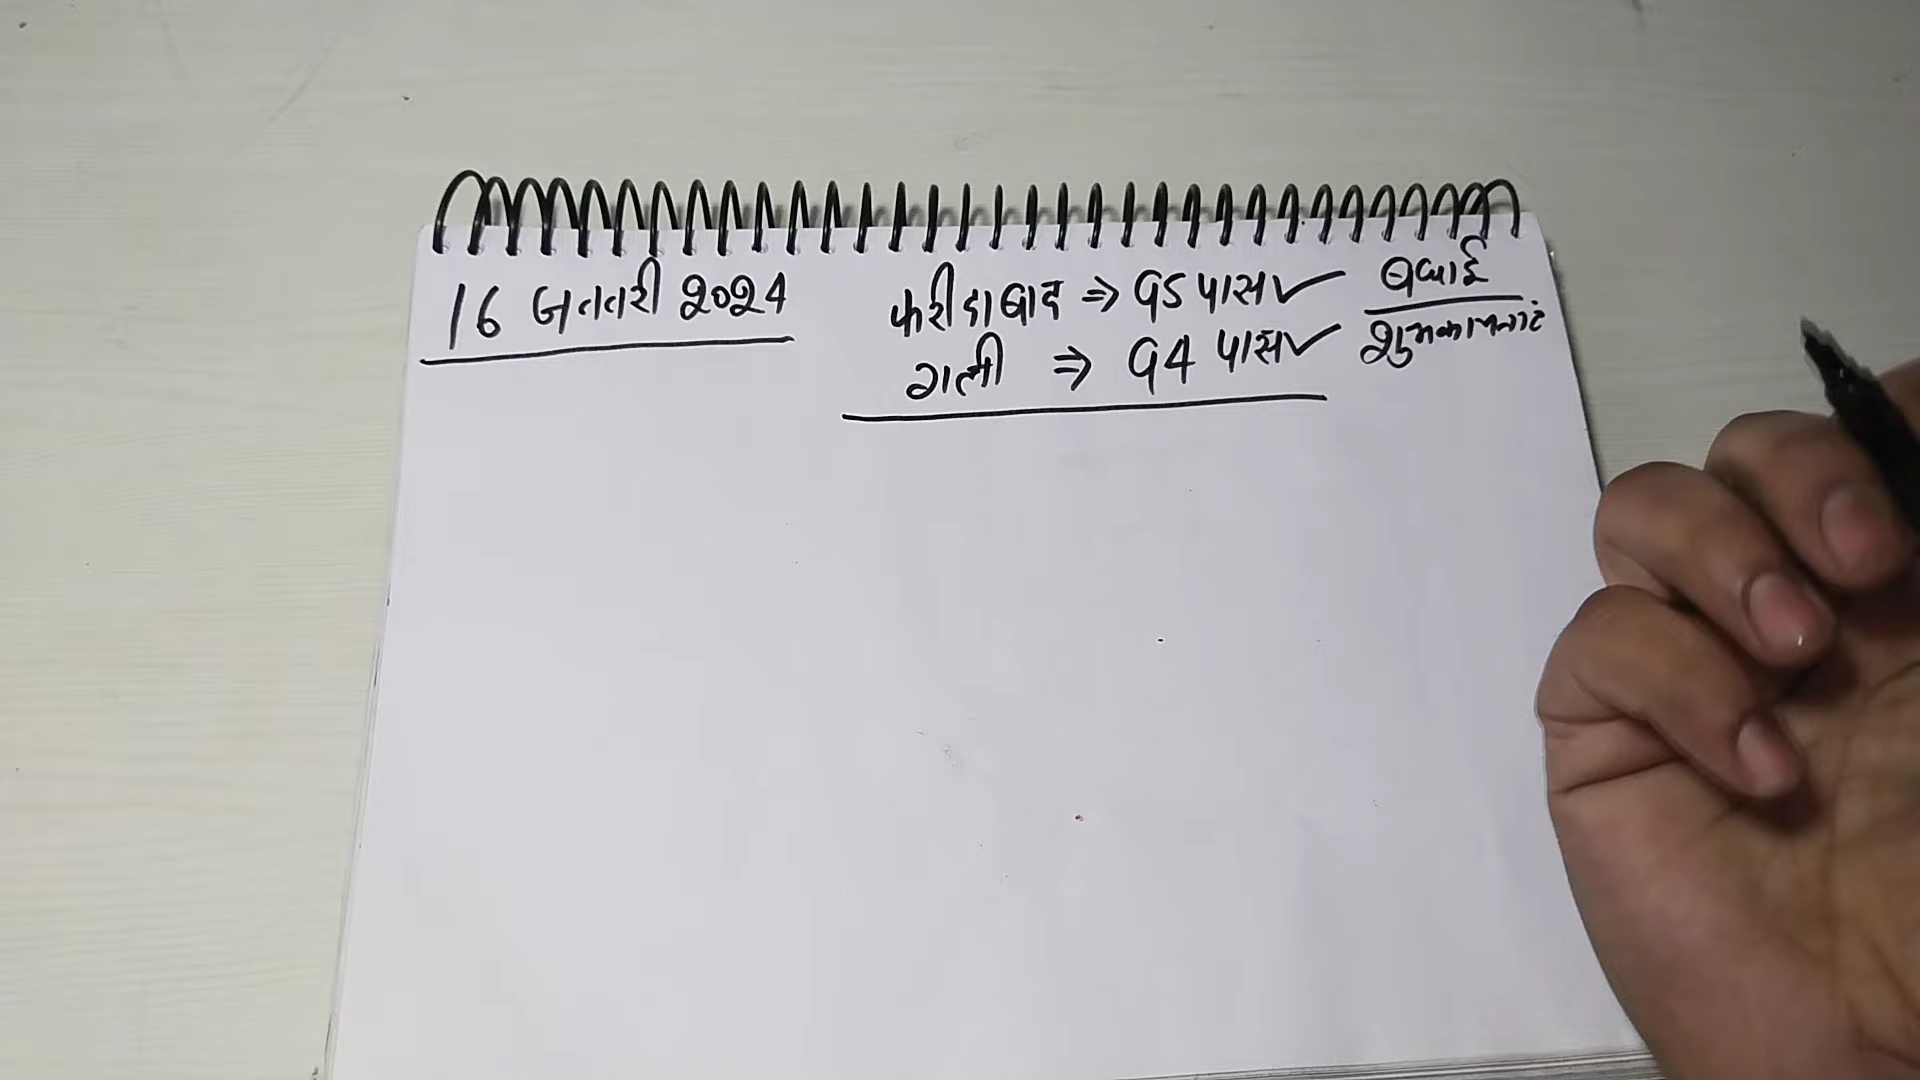 16 जनवरी 2024
फरीदाबाद ⇒ 95 पास ✓
गली ⇒ 94 पास ✓
बधाई
शुभकामनाएं